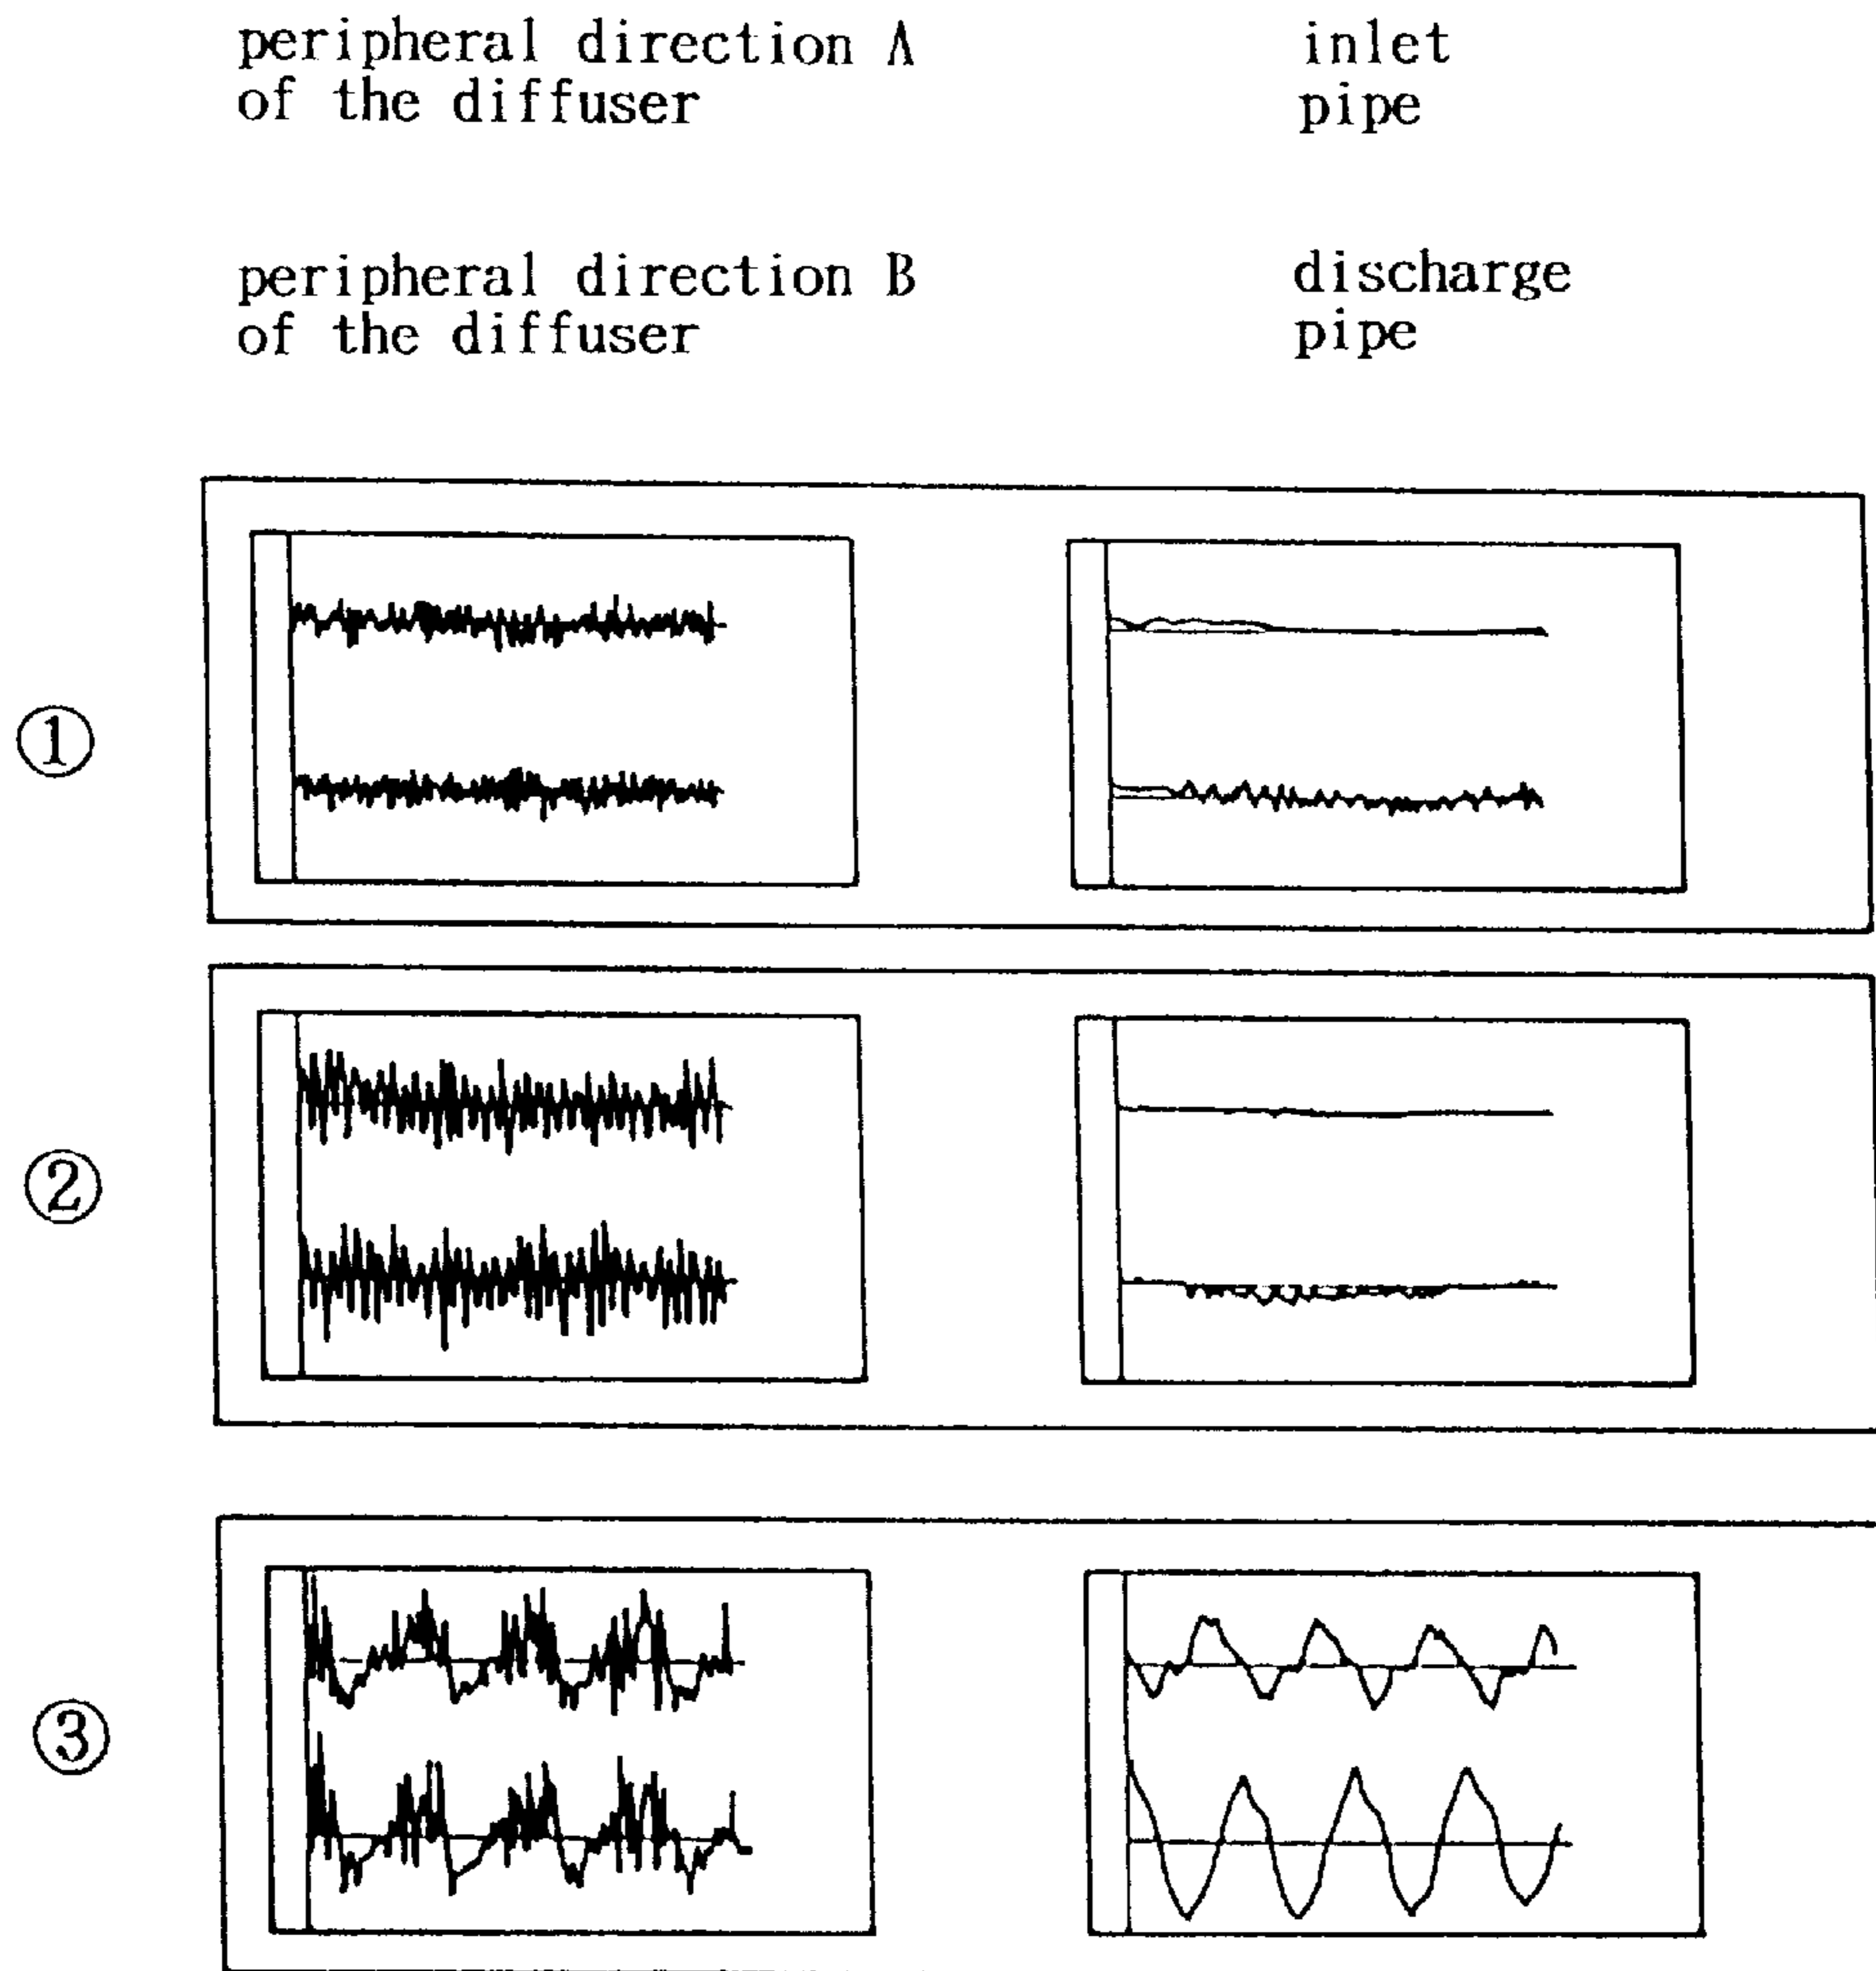 peripheral direction A
of the diffuser
inlet
pipe
peripheral direction B
of the diffuser
discharge
pipe
①
②
③